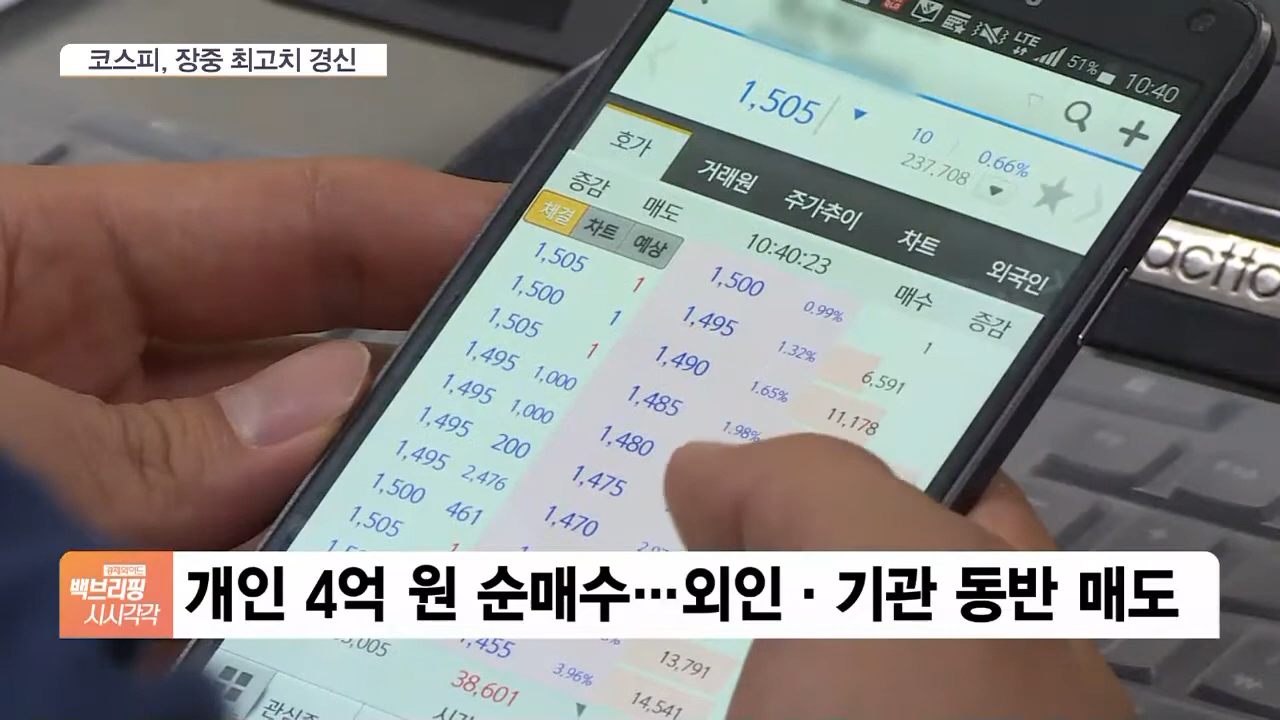 코스피, 장중 최고치 경신
LTE 51% 10:40
1,505 ▼ 10 0.66%
237,708
호가 거래원 주가추이 차트 외국인
증감 매도 10:40:23 매수 증감
체결 차트 예상
1,505 1 1,500 0.99% 1
1,500 1 1,495 1.32% 6,591
1,505 1 1,490 1.65% 11,178
1,495 1,000 1,485 1.98%
1,495 1,000 1,480
1,495 200 1,475
1,495 2,476 1,470
1,500 461
1,505
경제와이드
백브리핑
시시각각
개인 4억 원 순매수…외인·기관 동반 매도
1,455 3.96% 13,791
38,601 14,541